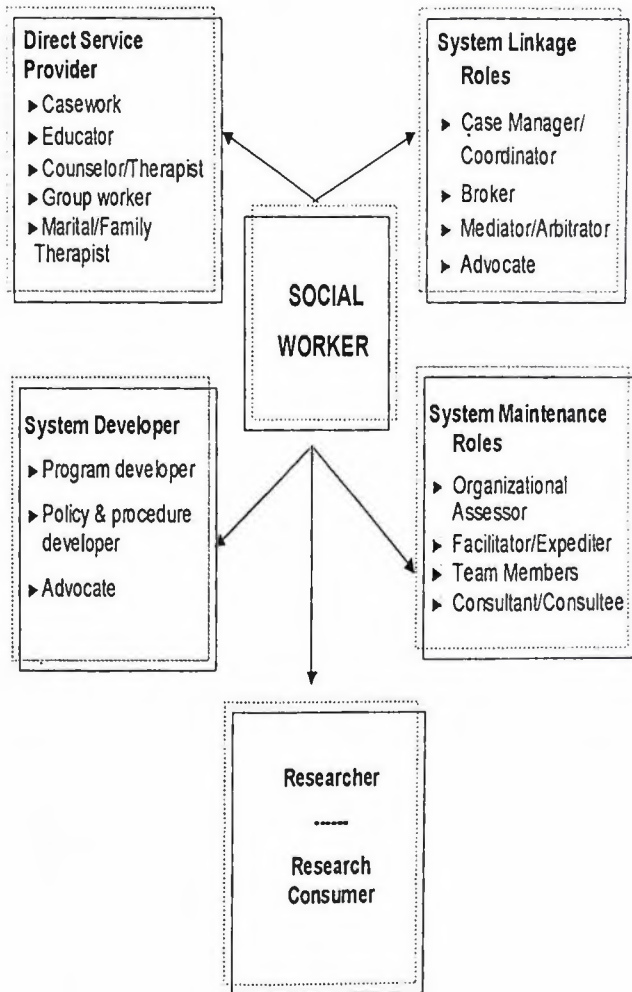 Direct Service
Provider
▶Casework
▶Educator
▶Counselor/Therapist
▶Group worker
▶Marital/Family
Therapist
System Linkage
Roles
▶ Case Manager/
Coordinator
▶ Broker
▶ Mediator/Arbitrator
▶ Advocate
SOCIAL
WORKER
System Developer
▶Program developer
▶Policy & procedure
developer
▶Advocate
System Maintenance
Roles
▶ Organizational
Assessor
▶ Facilitator/Expediter
▶ Team Members
▶ Consultant/Consultee
Researcher
-----
Research
Consumer